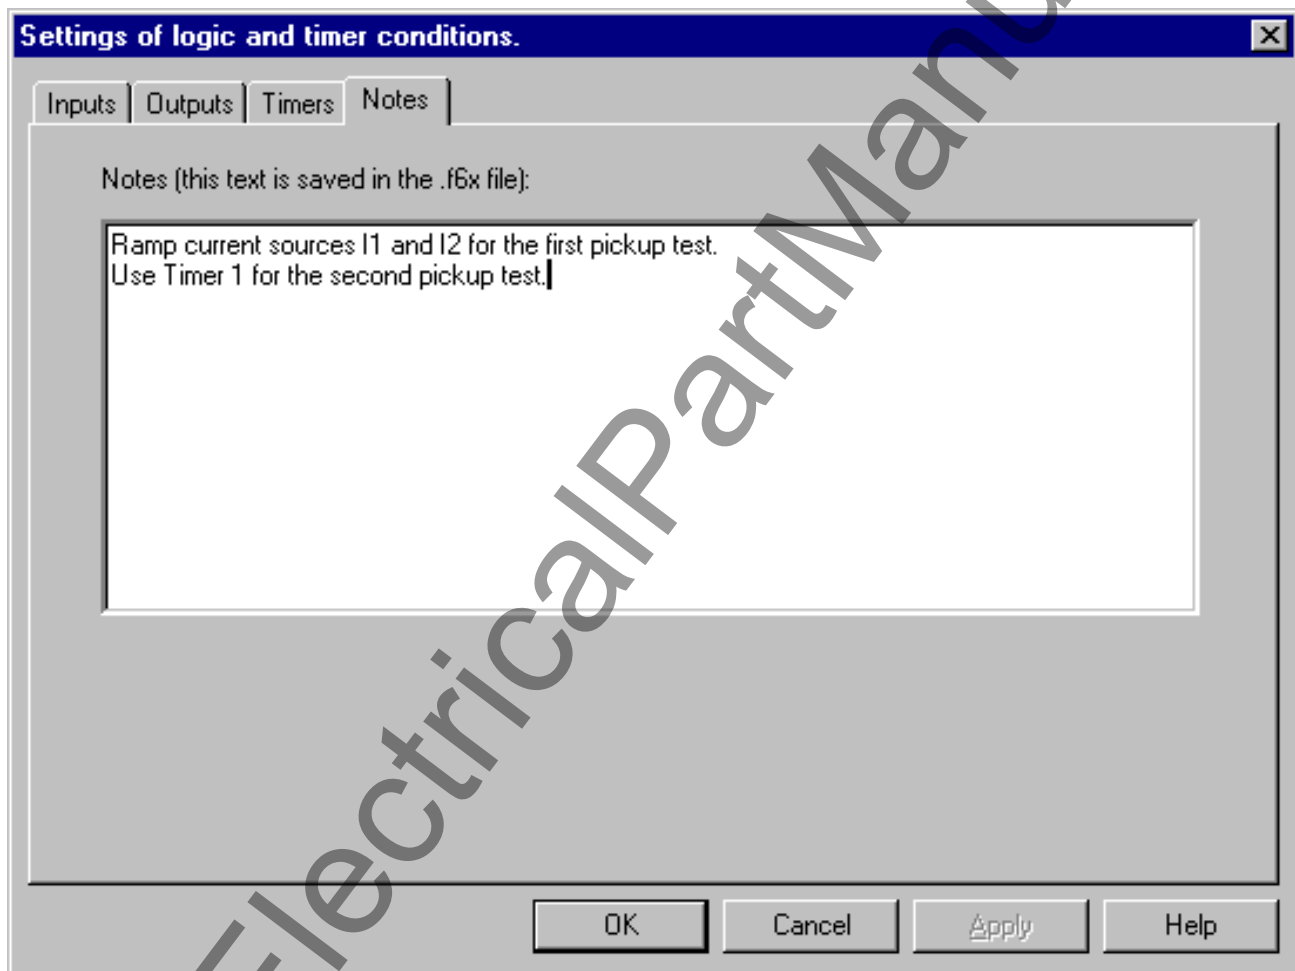 Settings of logic and timer conditions.
Inputs Outputs Timers Notes
Notes (this text is saved in the .f6x file):
Ramp current sources I1 and I2 for the first pickup test.
Use Timer 1 for the second pickup test.
OK Cancel Apply Help
ElectricalPartManu